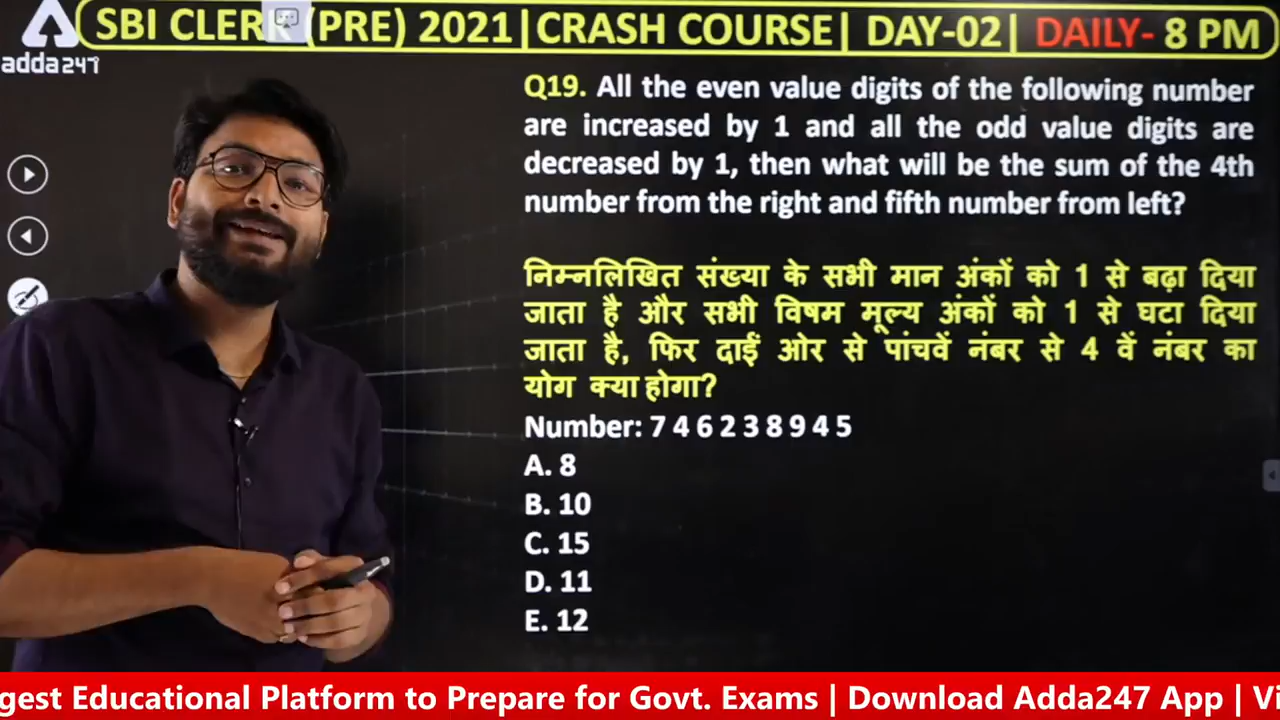 SBI CLERK (PRE) 2021|CRASH COURSE| DAY-02| DAILY- 8 PM
adda247
Q19. All the even value digits of the following number
are increased by 1 and all the odd value digits are
decreased by 1, then what will be the sum of the 4th
number from the right and fifth number from left?
निम्नलिखित संख्या के सभी मान अंकों को 1 से बढ़ा दिया
जाता है और सभी विषम मूल्य अंकों को 1 से घटा दिया
जाता है, फिर दाईं ओर से पांचवें नंबर से 4 वें नंबर का
योग क्या होगा?
Number: 7 4 6 2 3 8 9 4 5
A. 8
B. 10
C. 15
D. 11
E. 12
gest Educational Platform to Prepare for Govt. Exams | Download Adda247 App | Vi